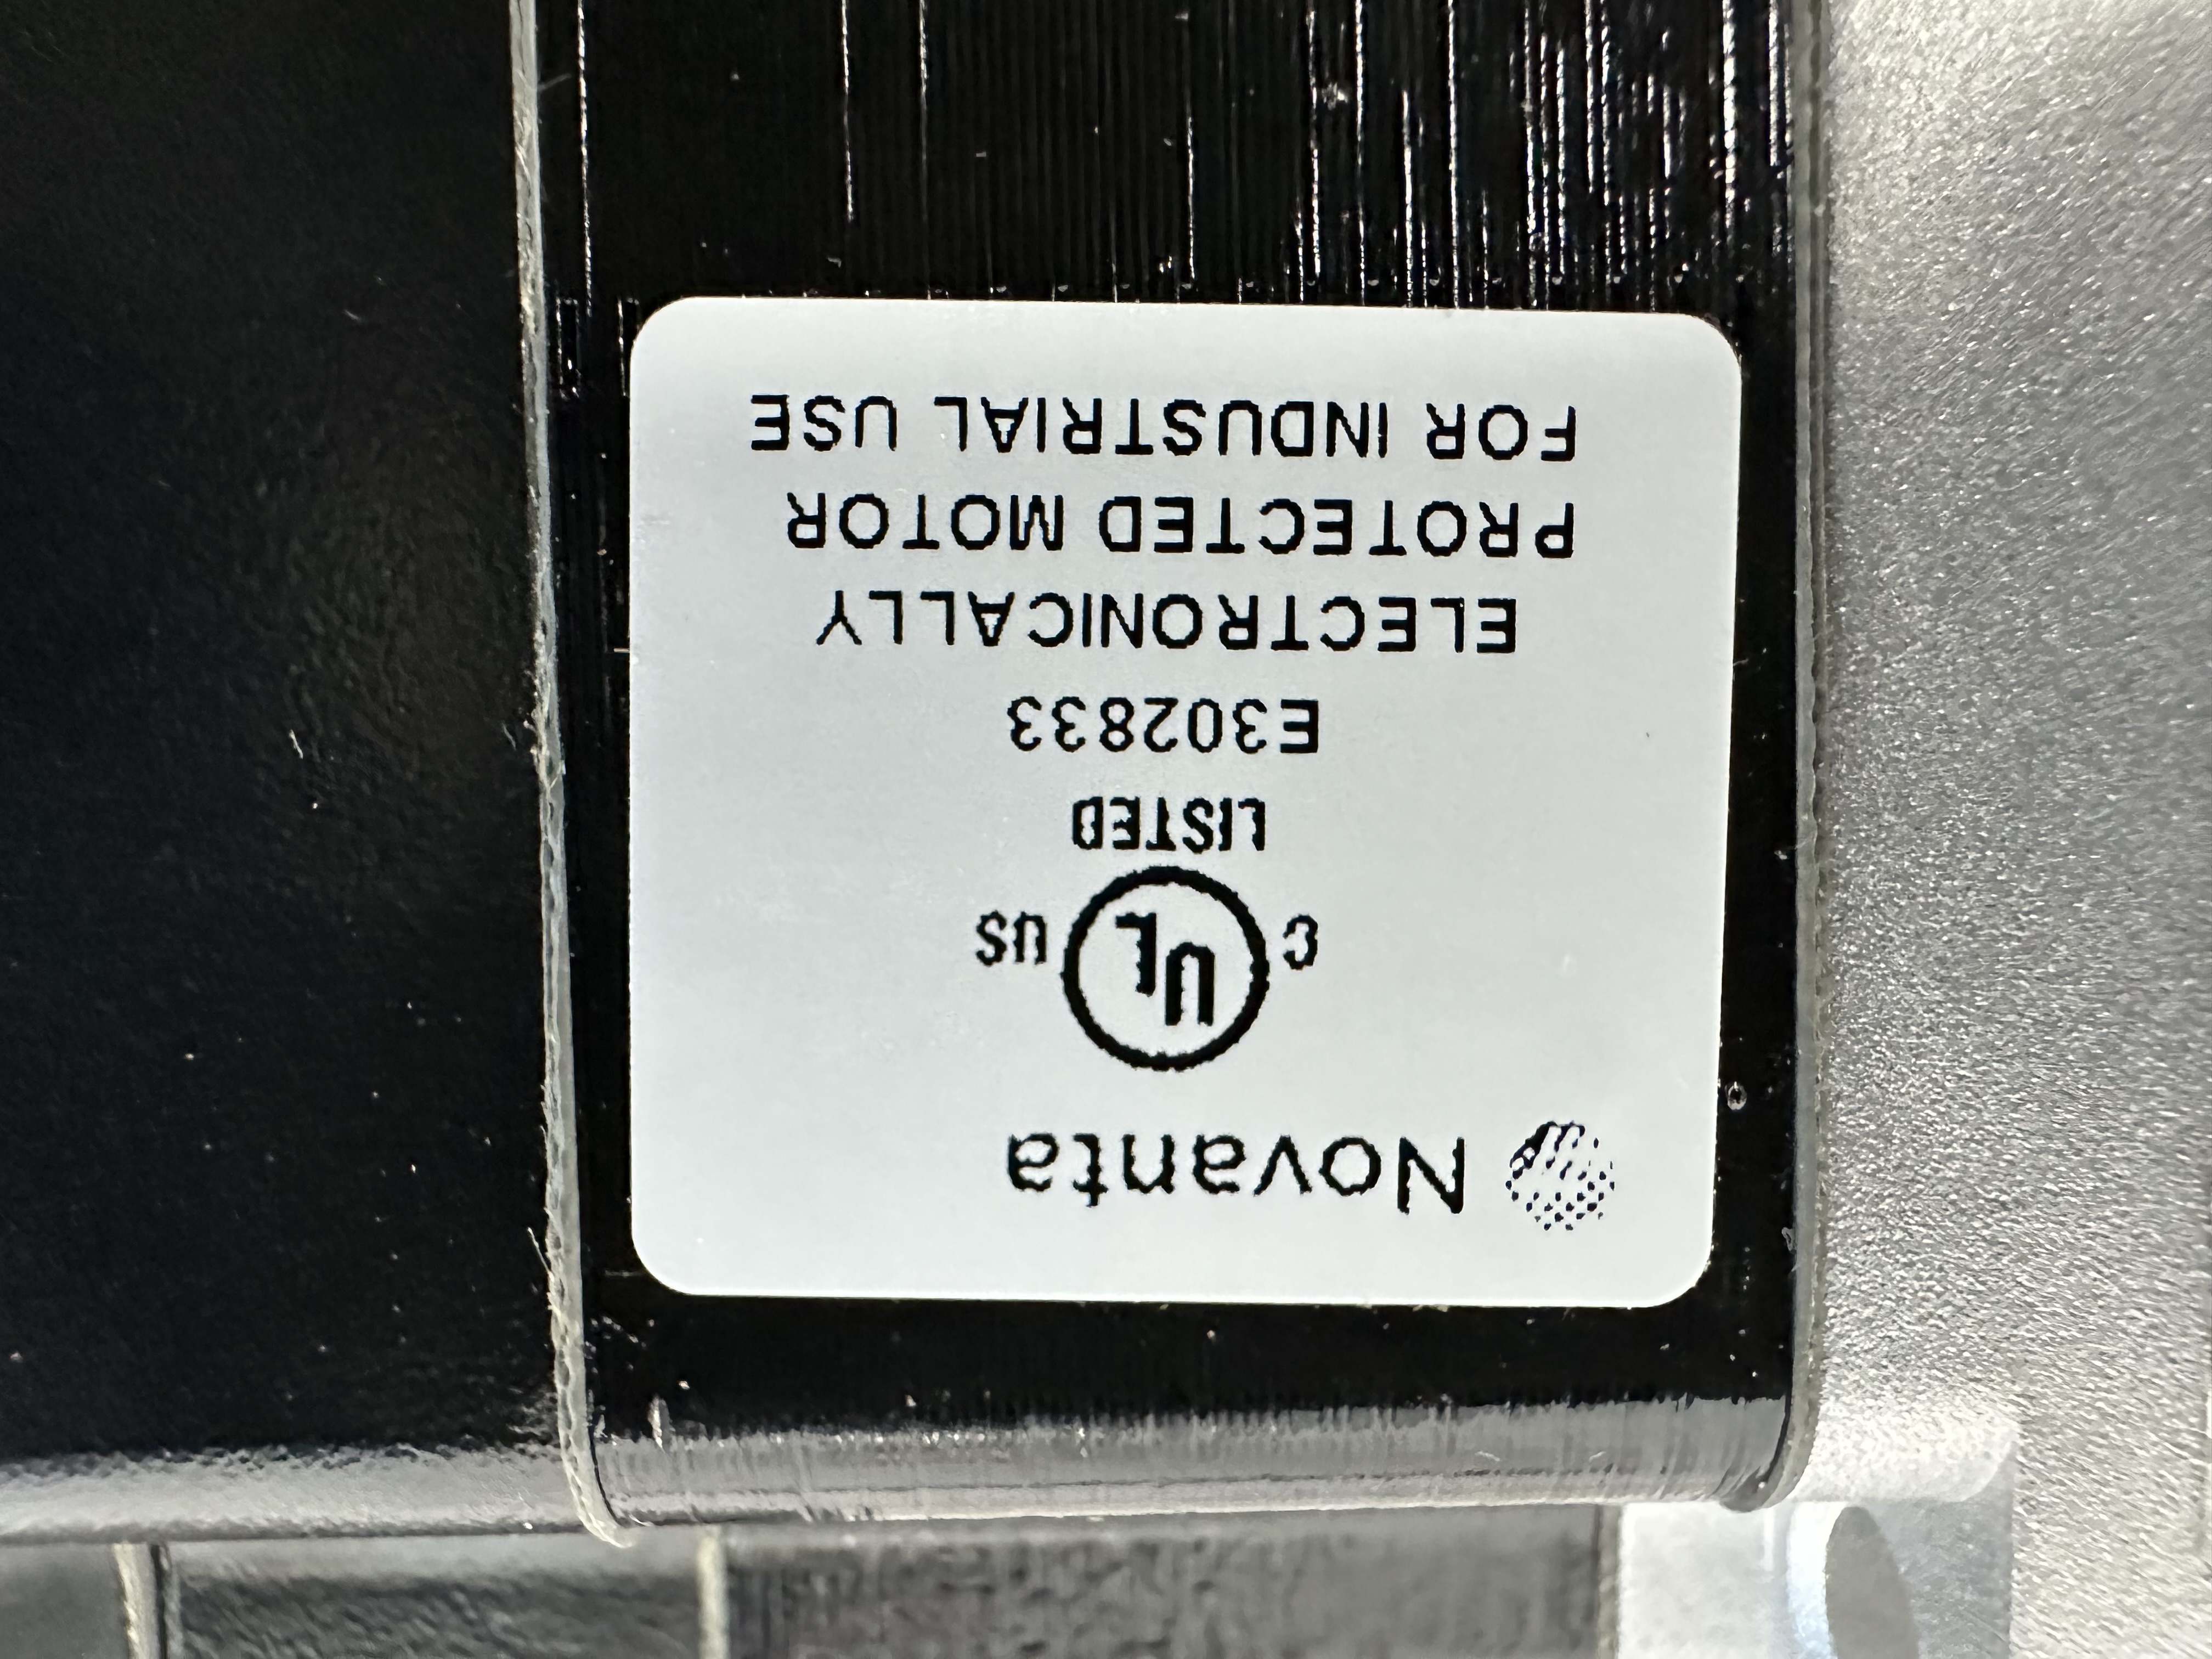 Novanta
C UL US
LISTED
E302833
ELECTRONICALLY
PROTECTED MOTOR
FOR INDUSTRIAL USE